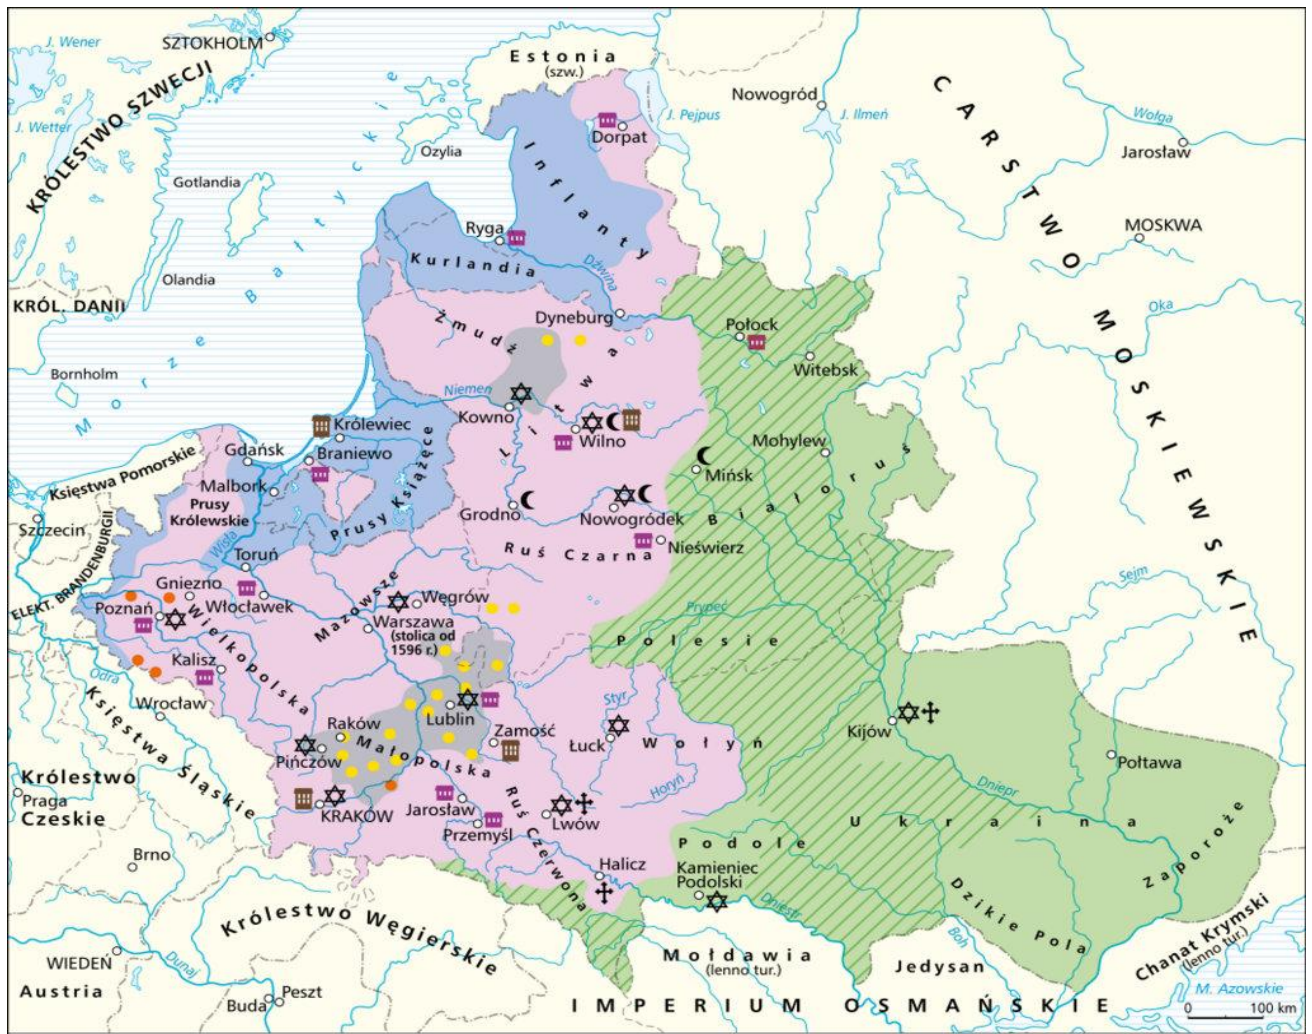 J. Wener
SZTOKHOLM
KRÓLESTWO SZWECJI
J. Wetter
Estonia
(szw.)
Nowogród
J. Ilmeń
J. Pejpus
Dorpat
Wołga
Jarosław
CARSTWO MOSKIEWSKIE
MOSKWA
Oka
Ozylia
Gotlandia
Inflanty
Ryga
Kurlandia
Dźwina
Olandia
KRÓL. DANII
Morze Bałtyckie
Bornholm
Żmudź
Dyneburg
Połock
Witebsk
Niemen
Kowno
Litwa
Wilno
Królewiec
Braniewo
Gdańsk
Malbork
Księstwa Pomorskie
Prusy
Królewskie
Prusy Książęce
Mohylew
Mińsk
Białoruś
Grodno
Nowogródek
Nieświerz
Ruś Czarna
Szczecin
ELEKT. BRANDENBURGII
Wisła
Toruń
Gniezno
Włocławek
Poznań
Wielkopolska
Mazowsze
Węgrów
Warszawa
(stolica od
1596 r.)
Prypeć
Polesie
Sejm
Kalisz
Odra
Wrocław
Księstwa Śląskie
Raków
Pińczów
Małopolska
Lublin
Zamość
Styr
Łuck
Wołyń
Horyń
Kijów
Połtawa
Dniepr
Królestwo
Czeskie
Praga
KRAKÓW
Jarosław
Przemyśl
Ruś Czerwona
Lwów
Halicz
Podole
Kamieniec
Podolski
Dniestr
Ukraina
Zaporoże
Dzikie Pola
Boh
Brno
Królestwo Węgierskie
WIEDEŃ
Austria
Dunaj
Buda
Peszt
Mołdawia
(lenno tur.)
Jedysan
Chanat Krymski
(lenno tur.)
M. Azowskie
IMPERIUM OSMAŃSKIE
0 100 km